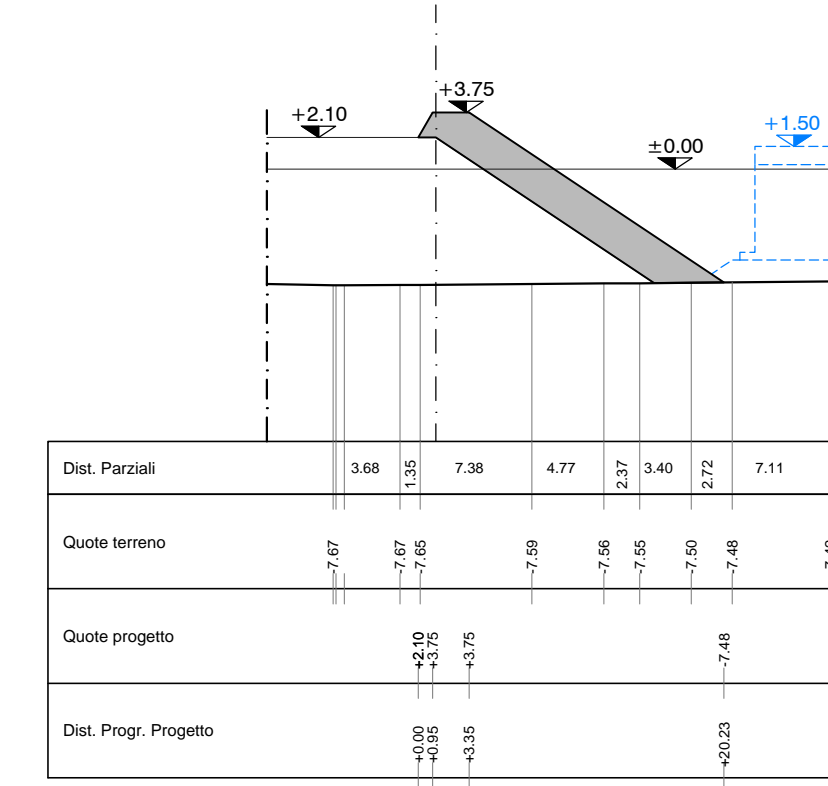 +3.75
+2.10
+1.50
±0.00
Dist. Parziali 3.68 1.35 7.38 4.77 2.37 3.40 2.72 7.11
Quote terreno -7.67 -7.67 -7.65 -7.59 -7.56 -7.55 -7.50 -7.48
Quote progetto +2.10 +3.75 +3.75 -7.48
Dist. Progr. Progetto +0.00 +0.95 +3.35 +20.23